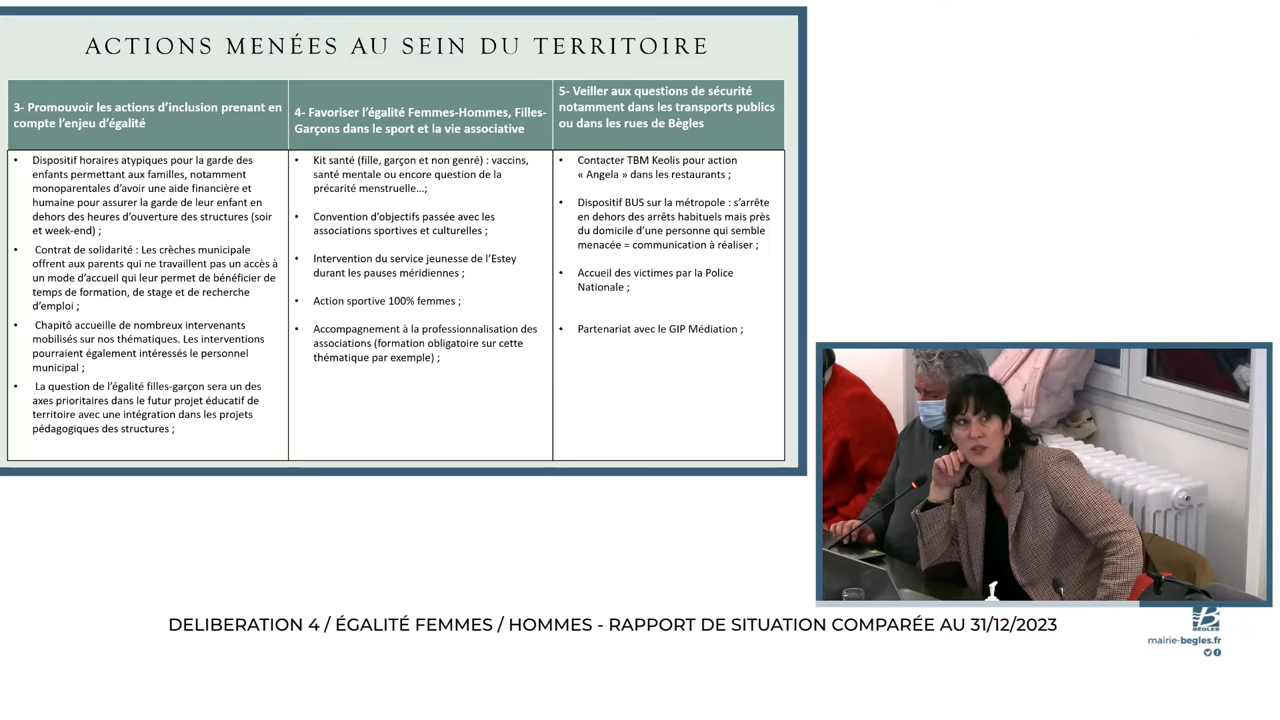 ACTIONS MENÉES AU SEIN DU TERRITOIRE
3- Promouvoir les actions d'inclusion prenant en
compte l'enjeu d'égalité
4- Favoriser l'égalité Femmes-Hommes, Filles-
Garçons dans le sport et la vie associative
5- Veiller aux questions de sécurité
notamment dans les transports publics
ou dans les rues de Bègles
• Dispositif horaires atypiques pour la garde des
enfants permettant aux familles, notamment
monoparentales d'avoir une aide financière et
humaine pour assurer la garde de leur enfant en
dehors des heures d'ouverture des structures (soir
et week-end) ;
• Contrat de solidarité : Les crèches municipale
offrent aux parents qui ne travaillent pas un accès à
un mode d'accueil qui leur permet de bénéficier de
temps de formation, de stage et de recherche
d'emploi ;
• Chapitô accueille de nombreux intervenants
mobilisés sur nos thématiques. Les interventions
pourraient également intéressés le personnel
municipal ;
• La question de l'égalité filles-garçon sera un des
axes prioritaires dans le futur projet éducatif de
territoire avec une intégration dans les projets
pédagogiques des structures ;
• Kit santé (fille, garçon et non genré) : vaccins,
santé mentale ou encore question de la
précarité menstruelle…;
• Convention d'objectifs passée avec les
associations sportives et culturelles ;
• Intervention du service jeunesse de l'Estey
durant les pauses méridiennes ;
• Action sportive 100% femmes ;
• Accompagnement à la professionnalisation des
associations (formation obligatoire sur cette
thématique par exemple) ;
• Contacter TBM Keolis pour action
« Angela » dans les restaurants ;
• Dispositif BUS sur la métropole : s'arrête
en dehors des arrêts habituels mais près
du domicile d'une personne qui semble
menacée = communication à réaliser ;
• Accueil des victimes par la Police
Nationale ;
• Partenariat avec le GIP Médiation ;
DELIBERATION 4 / ÉGALITÉ FEMMES / HOMMES - RAPPORT DE SITUATION COMPARÉE AU 31/12/2023
BÈGLES
mairie-begles.fr